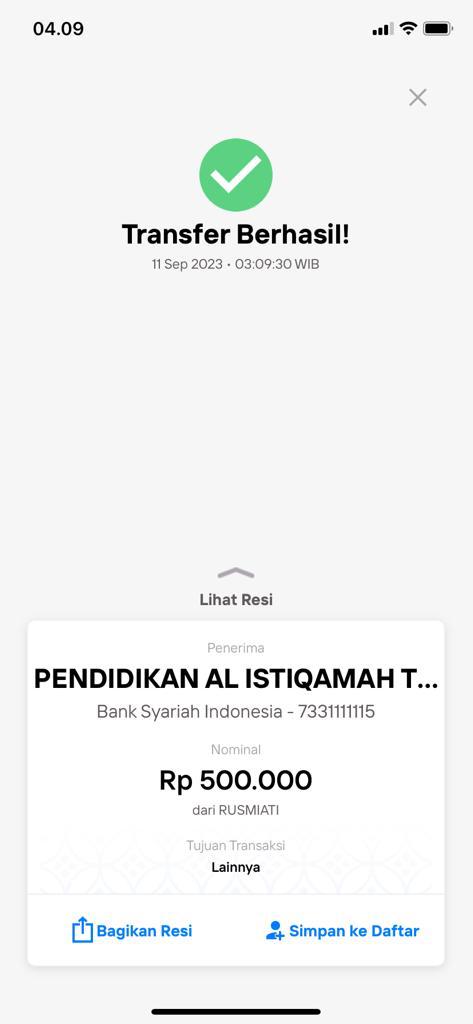 04.09
Transfer Berhasil!
11 Sep 2023 • 03:09:30 WIB
Lihat Resi
Penerima
PENDIDIKAN AL ISTIQAMAH T...
Bank Syariah Indonesia - 7331111115
Nominal
Rp 500.000
dari RUSMIATI
Tujuan Transaksi
Lainnya
Bagikan Resi
Simpan ke Daftar